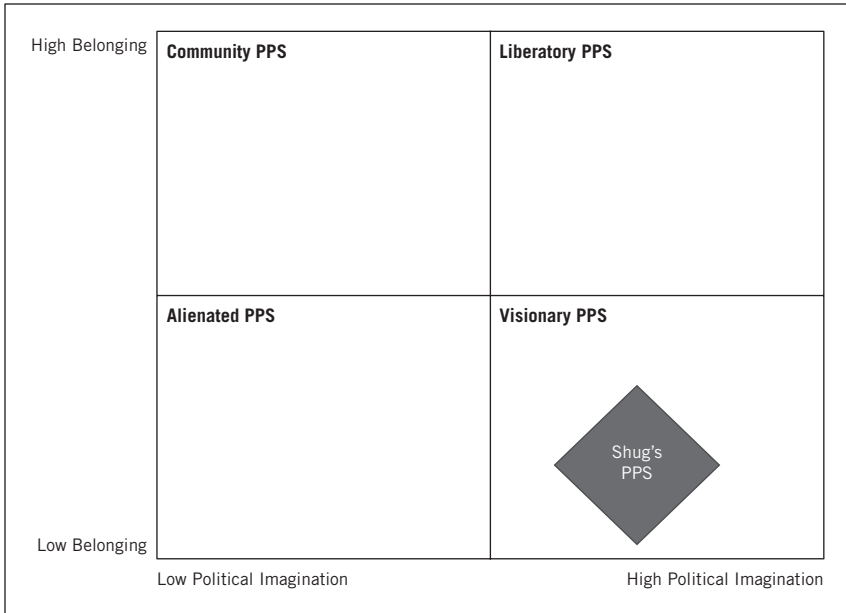 High Belonging
Community PPS
Liberatory PPS
Alienated PPS
Visionary PPS
Shug's
PPS
Low Belonging
Low Political Imagination
High Political Imagination